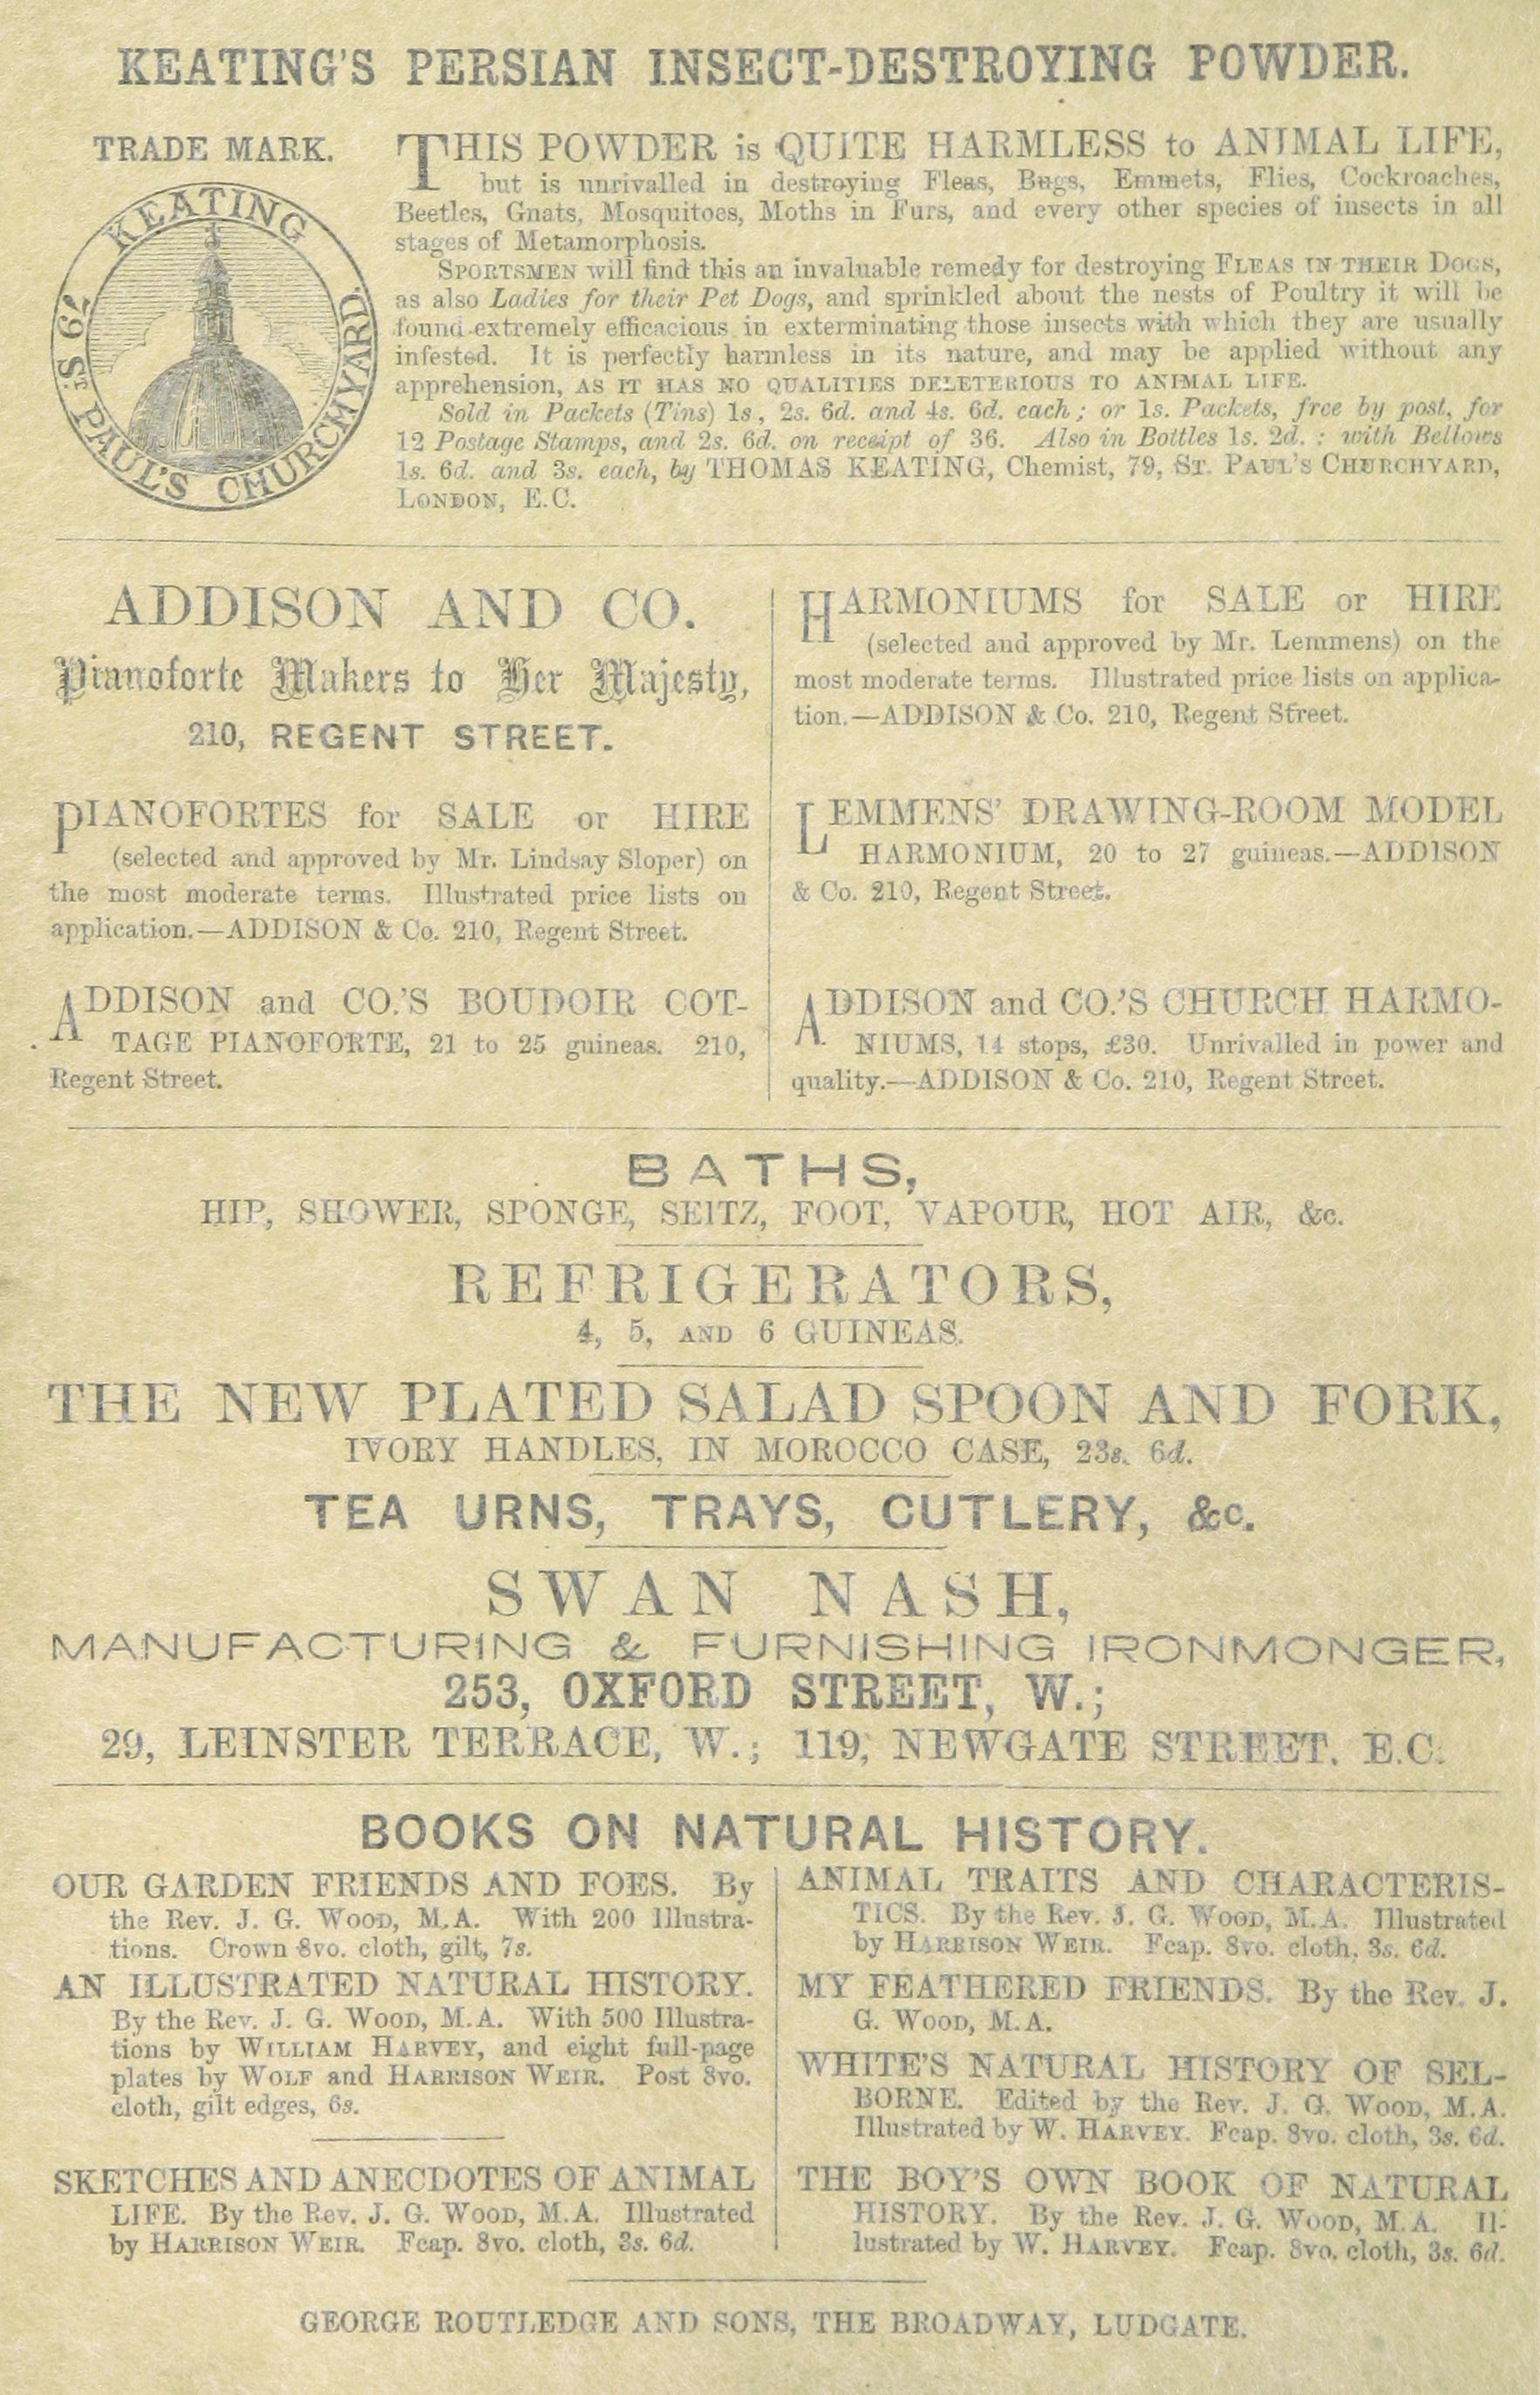 KEATING'S PERSIAN INSECT-DESTROYING POWDER.
TRADE MARK.
KEATING
79 ST. PAUL'S CHURCHYARD.
THIS POWDER is QUITE HARMLESS to ANIMAL LIFE,
but is unrivalled in destroying Fleas, Bugs, Emmets, Flies, Cockroaches,
Beetles, Gnats, Mosquitoes, Moths in Furs, and every other species of insects in all
stages of Metamorphosis.
SPORTSMEN will find this an invaluable remedy for destroying FLEAS IN THEIR DOGS,
as also Ladies for their Pet Dogs, and sprinkled about the nests of Poultry it will be
found extremely efficacious in exterminating those insects with which they are usually
infested. It is perfectly harmless in its nature, and may be applied without any
apprehension, AS IT HAS NO QUALITIES DELETERIOUS TO ANIMAL LIFE.
Sold in Packets (Tins) 1s, 2s. 6d. and 4s. 6d. each; or 1s. Packets, free by post, for
12 Postage Stamps, and 2s. 6d. on receipt of 36. Also in Bottles 1s. 2d. : with Bellows
1s. 6d. and 3s. each, by THOMAS KEATING, Chemist, 79, ST. PAUL'S CHURCHYARD,
LONDON, E.C.
ADDISON AND CO.
Pianoforte Makers to Her Majesty,
210, REGENT STREET.
PIANOFORTES for SALE or HIRE
(selected and approved by Mr. Lindsay Sloper) on
the most moderate terms. Illustrated price lists on
application.—ADDISON & Co. 210, Regent Street.
ADDISON and CO.'S BOUDOIR COT-
TAGE PIANOFORTE, 21 to 25 guineas. 210,
Regent Street.
HARMONIUMS for SALE or HIRE
(selected and approved by Mr. Lemmens) on the
most moderate terms. Illustrated price lists on applica-
tion.—ADDISON & Co. 210, Regent Street.
LEMMENS' DRAWING-ROOM MODEL
HARMONIUM, 20 to 27 guineas.—ADDISON
& Co. 210, Regent Street.
ADDISON and CO.'S CHURCH HARMO-
NIUMS, 14 stops, £30. Unrivalled in power and
quality.—ADDISON & Co. 210, Regent Street.
BATHS,
HIP, SHOWER, SPONGE, SEITZ, FOOT, VAPOUR, HOT AIR, &c.
REFRIGERATORS,
4, 5, AND 6 GUINEAS.
THE NEW PLATED SALAD SPOON AND FORK,
IVORY HANDLES, IN MOROCCO CASE, 23s. 6d.
TEA URNS, TRAYS, CUTLERY, &c.
SWAN NASH,
MANUFACTURING & FURNISHING IRONMONGER,
253, OXFORD STREET, W.;
29, LEINSTER TERRACE, W.; 119, NEWGATE STREET. E.C.
BOOKS ON NATURAL HISTORY.
OUR GARDEN FRIENDS AND FOES. By
the Rev. J. G. WOOD, M.A. With 200 Illustra-
tions. Crown 8vo. cloth, gilt, 7s.
AN ILLUSTRATED NATURAL HISTORY.
By the Rev. J. G. WOOD, M.A. With 500 Illustra-
tions by WILLIAM HARVEY, and eight full-page
plates by WOLF and HARRISON WEIR. Post 8vo.
cloth, gilt edges, 6s.
SKETCHES AND ANECDOTES OF ANIMAL
LIFE. By the Rev. J. G. WOOD, M.A. Illustrated
by HARRISON WEIR. Fcap. 8vo. cloth, 3s. 6d.
ANIMAL TRAITS AND CHARACTERIS-
TICS. By the Rev. J. G. WOOD, M.A. Illustrated
by HARRISON WEIR. Fcap. 8vo. cloth, 3s. 6d.
MY FEATHERED FRIENDS. By the Rev. J.
G. WOOD, M.A.
WHITE'S NATURAL HISTORY OF SEL-
BORNE. Edited by the Rev. J. G. WOOD, M.A.
Illustrated by W. HARVEY. Fcap. 8vo. cloth, 3s. 6d.
THE BOY'S OWN BOOK OF NATURAL
HISTORY. By the Rev. J. G. WOOD, M.A. Il-
lustrated by W. HARVEY. Fcap. 8vo. cloth, 3s. 6d.
GEORGE ROUTLEDGE AND SONS, THE BROADWAY, LUDGATE.